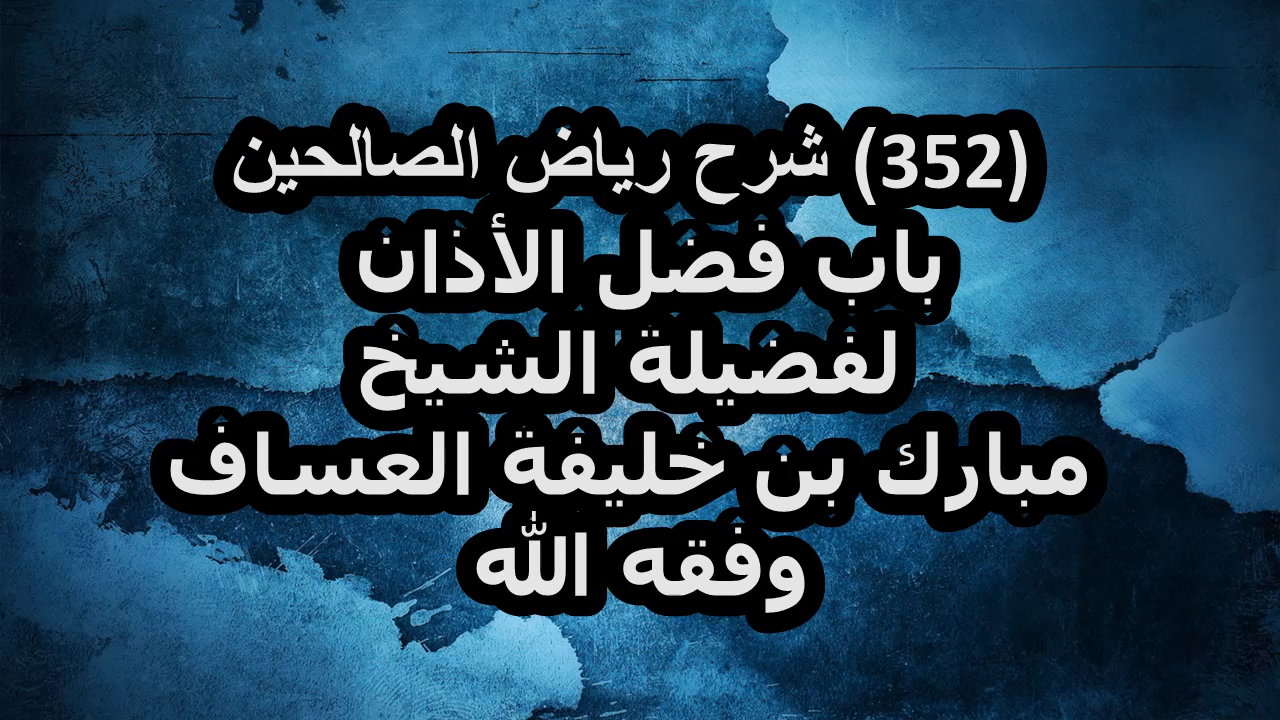 (352) شرح رياض الصالحين
باب فضل الأذان
لفضيلة الشيخ
مبارك بن خليفة العساف
وفقه الله